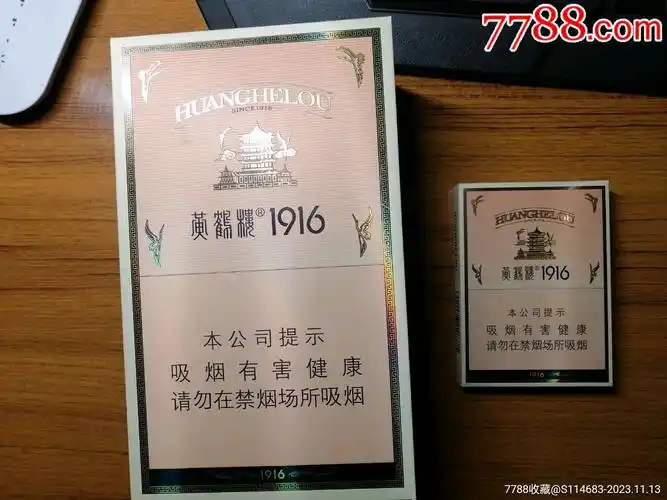 7788.com
HUANGHELOU
SINCE 1916
黄鹤楼® 1916
本公司提示
吸烟有害健康
请勿在禁烟场所吸烟
1916
HUANGHELOU
黄鹤楼® 1916
本公司提示
吸烟有害健康
请勿在禁烟场所吸烟
1916
7788收藏@S114683-2023.11.13